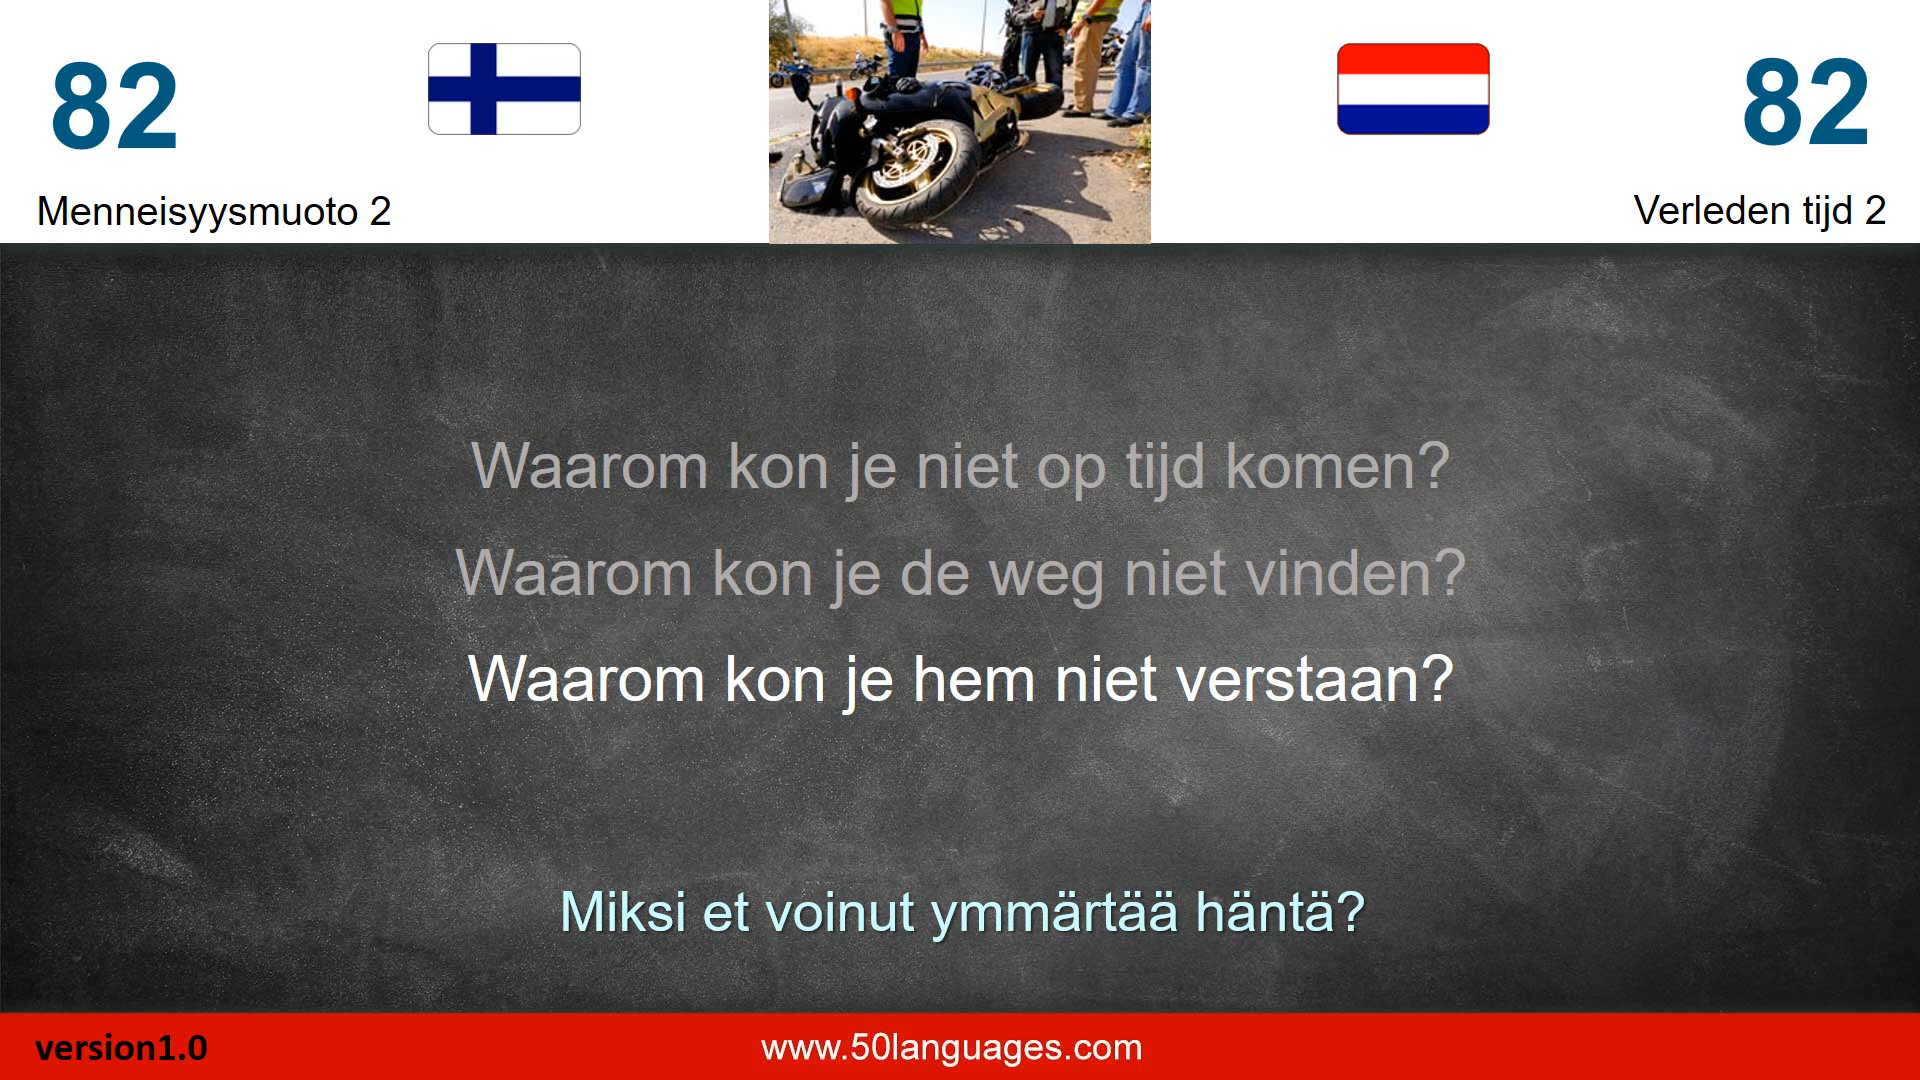 82
82
Menneisyysmuoto 2
Verleden tijd 2
Waarom kon je niet op tijd komen?
Waarom kon je de weg niet vinden?
Waarom kon je hem niet verstaan?
Miksi et voinut ymmärtää häntä?
version1.0
www.50languages.com